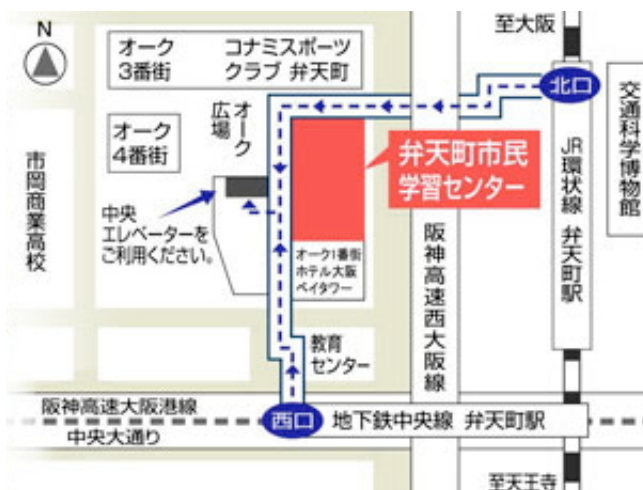 N
オーク
3番街
コナミスポーツ
クラブ 弁天町
至大阪
北口
交通科学博物館
オーク
4番街
オーク
広場
弁天町市民
学習センター
市岡商業高校
中央
エレベーターを
ご利用ください。
オーク1番街
ホテル大阪
ベイタワー
阪神高速西大阪線
JR環状線 弁天町駅
教育
センター
阪神高速大阪港線
西口
地下鉄中央線 弁天町駅
中央大通り
至天王寺